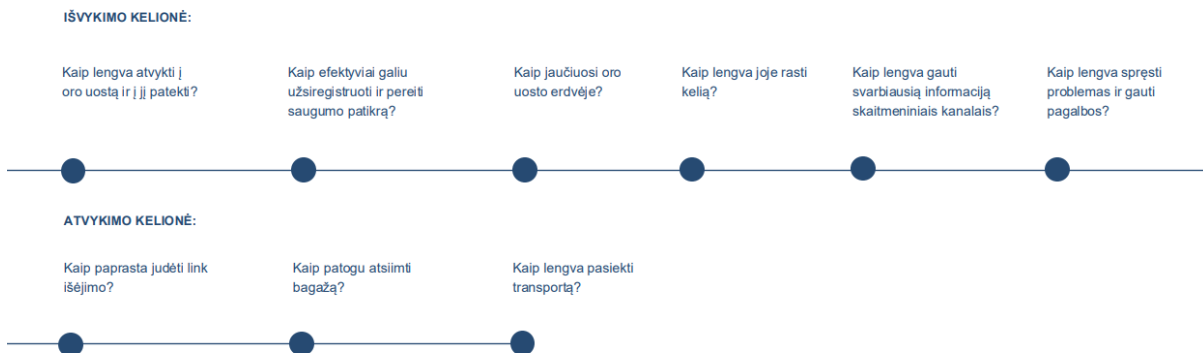 IŠVYKIMO KELIONĖ:
Kaip lengva atvykti į
oro uostą ir į jį patekti?
Kaip efektyviai galiu
užsiregistruoti ir pereiti
saugumo patikrą?
Kaip jaučiuosi oro
uosto erdvėje?
Kaip lengva joje rasti
kelią?
Kaip lengva gauti
svarbiausią informaciją
skaitmeniniais kanalais?
Kaip lengva spręsti
problemas ir gauti
pagalbos?
ATVYKIMO KELIONĖ:
Kaip paprasta judėti link
išėjimo?
Kaip patogu atsiimti
bagažą?
Kaip lengva pasiekti
transportą?